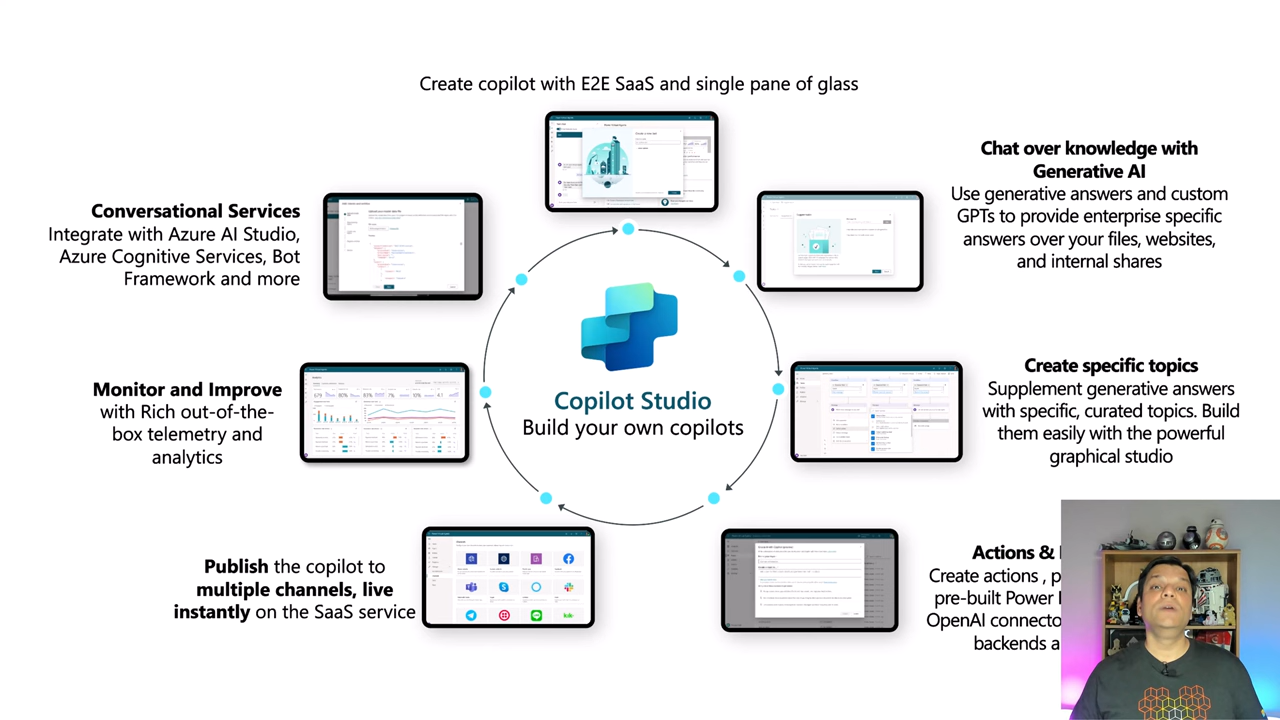 Create copilot with E2E SaaS and single pane of glass
Chat over knowledge with
Generative AI
Use generative answers and custom
GPTs to provide enterprise specific
answers over your files, websites,
and internal shares
Create specific topics
Supplement generative answers
with specific, curated topics. Build
them easily with the powerful
graphical studio
Actions &
Create actions , p
pre-built Power
OpenAI connecto
backends a
Publish the copilot to
multiple channels, live
instantly on the SaaS service
Monitor and Improve
with Rich out-of-the-
box telemetry and
analytics
Conversational Services
Integrate with Azure AI Studio,
Azure Cognitive Services, Bot
Framework and more
Copilot Studio
Build your own copilots